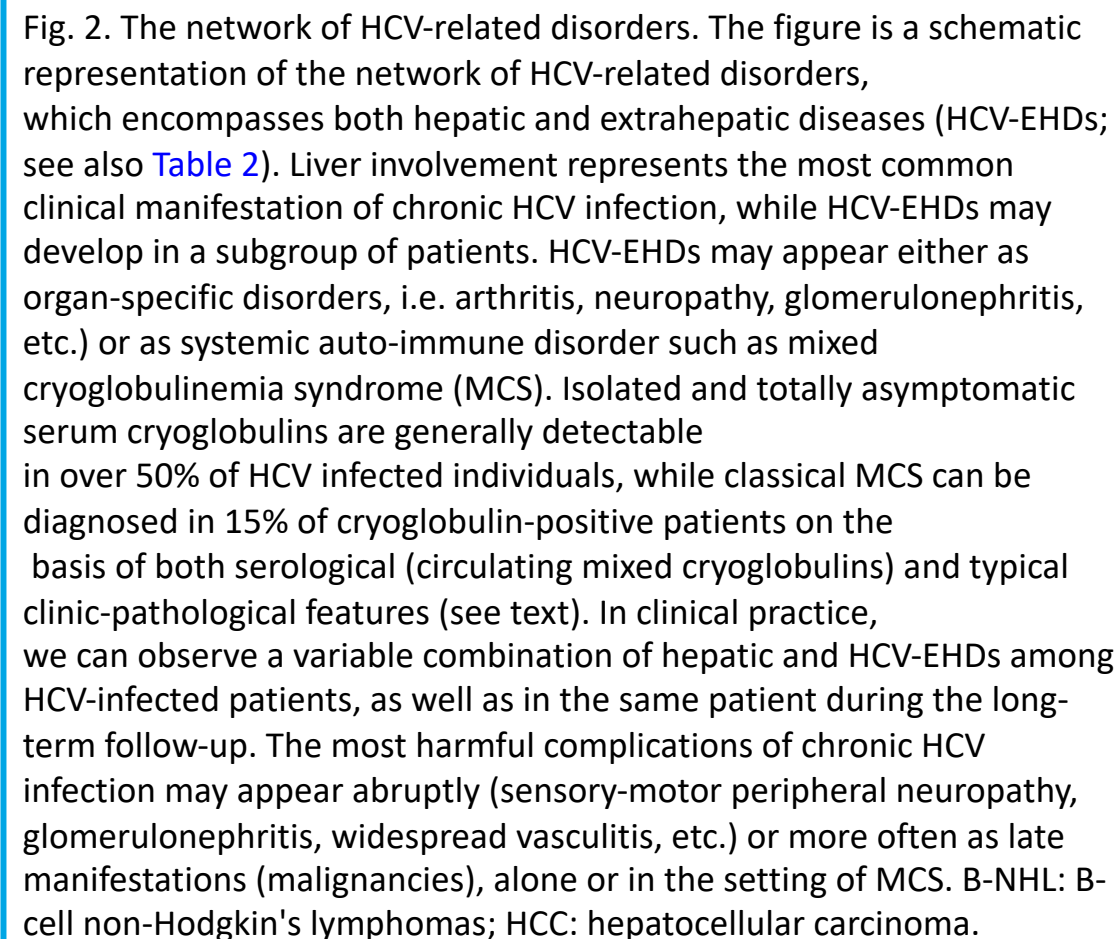 Fig. 2. The network of HCV-related disorders. The figure is a schematic
representation of the network of HCV-related disorders,
which encompasses both hepatic and extrahepatic diseases (HCV-EHDs;
see also Table 2). Liver involvement represents the most common
clinical manifestation of chronic HCV infection, while HCV-EHDs may
develop in a subgroup of patients. HCV-EHDs may appear either as
organ-specific disorders, i.e. arthritis, neuropathy, glomerulonephritis,
etc.) or as systemic auto-immune disorder such as mixed
cryoglobulinemia syndrome (MCS). Isolated and totally asymptomatic
serum cryoglobulins are generally detectable
in over 50% of HCV infected individuals, while classical MCS can be
diagnosed in 15% of cryoglobulin-positive patients on the
basis of both serological (circulating mixed cryoglobulins) and typical
clinic-pathological features (see text). In clinical practice,
we can observe a variable combination of hepatic and HCV-EHDs among
HCV-infected patients, as well as in the same patient during the long-
term follow-up. The most harmful complications of chronic HCV
infection may appear abruptly (sensory-motor peripheral neuropathy,
glomerulonephritis, widespread vasculitis, etc.) or more often as late
manifestations (malignancies), alone or in the setting of MCS. B-NHL: B-
cell non-Hodgkin's lymphomas; HCC: hepatocellular carcinoma.